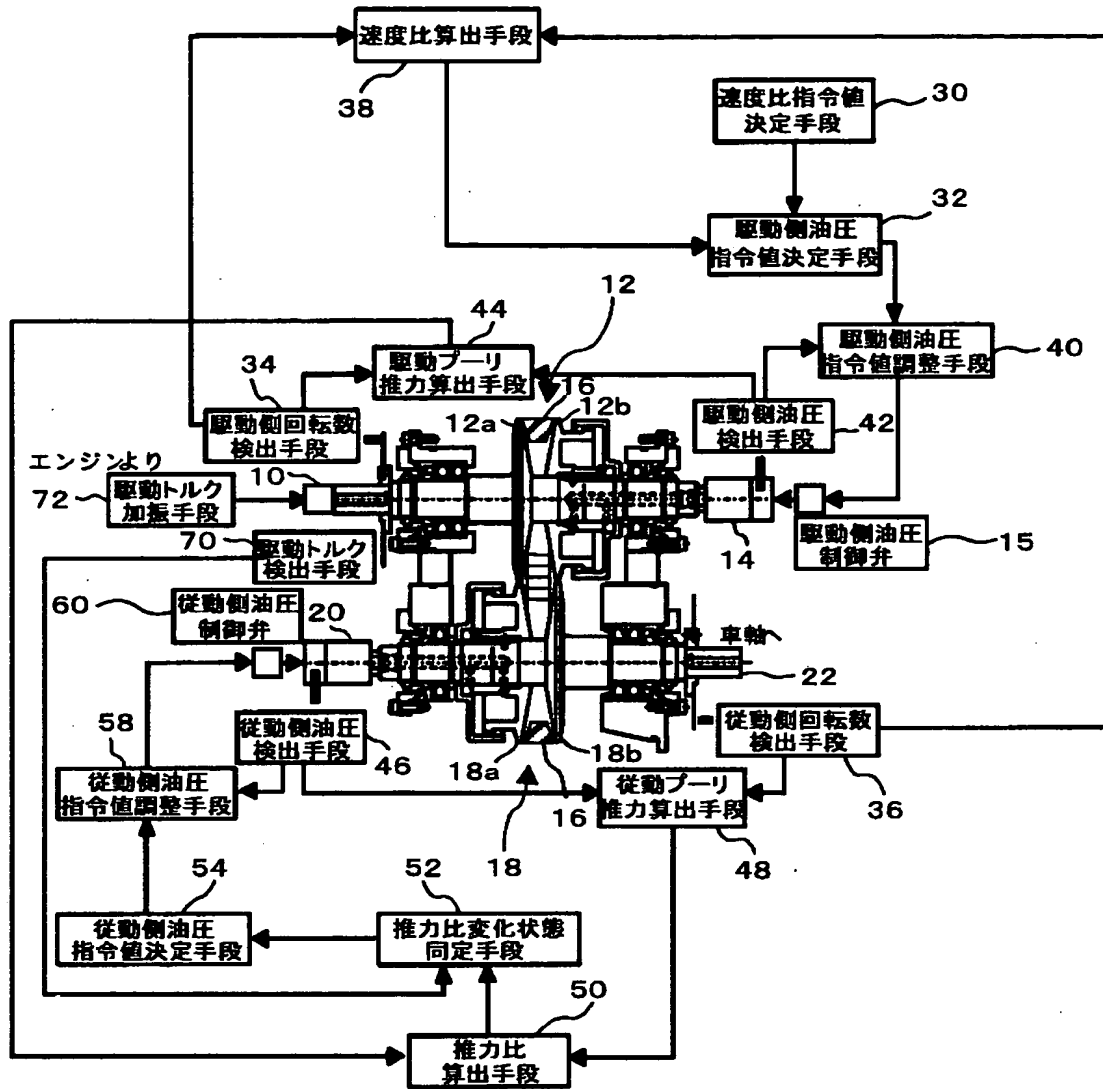 速度比算出手段
38
速度比指令値
決定手段
30
32
駆動側油圧
指令値決定手段
12
44
駆動プーリ
推力算出手段
駆動側油圧
指令値調整手段
40
34
駆動側回転数
検出手段
16
12a
12b
駆動側油圧
検出手段
42
エンジンより
10
72
駆動トルク
加振手段
70
駆動トルク
検出手段
14
駆動側油圧
制御弁
15
60
従動側油圧
制御弁
20
車軸へ
22
58
従動側油圧
検出手段
46
18a
18b
従動側回転数
検出手段
36
従動側油圧
指令値調整手段
16
従動プーリ
推力算出手段
48
18
54
52
従動側油圧
指令値決定手段
推力比変化状態
同定手段
50
推力比
算出手段